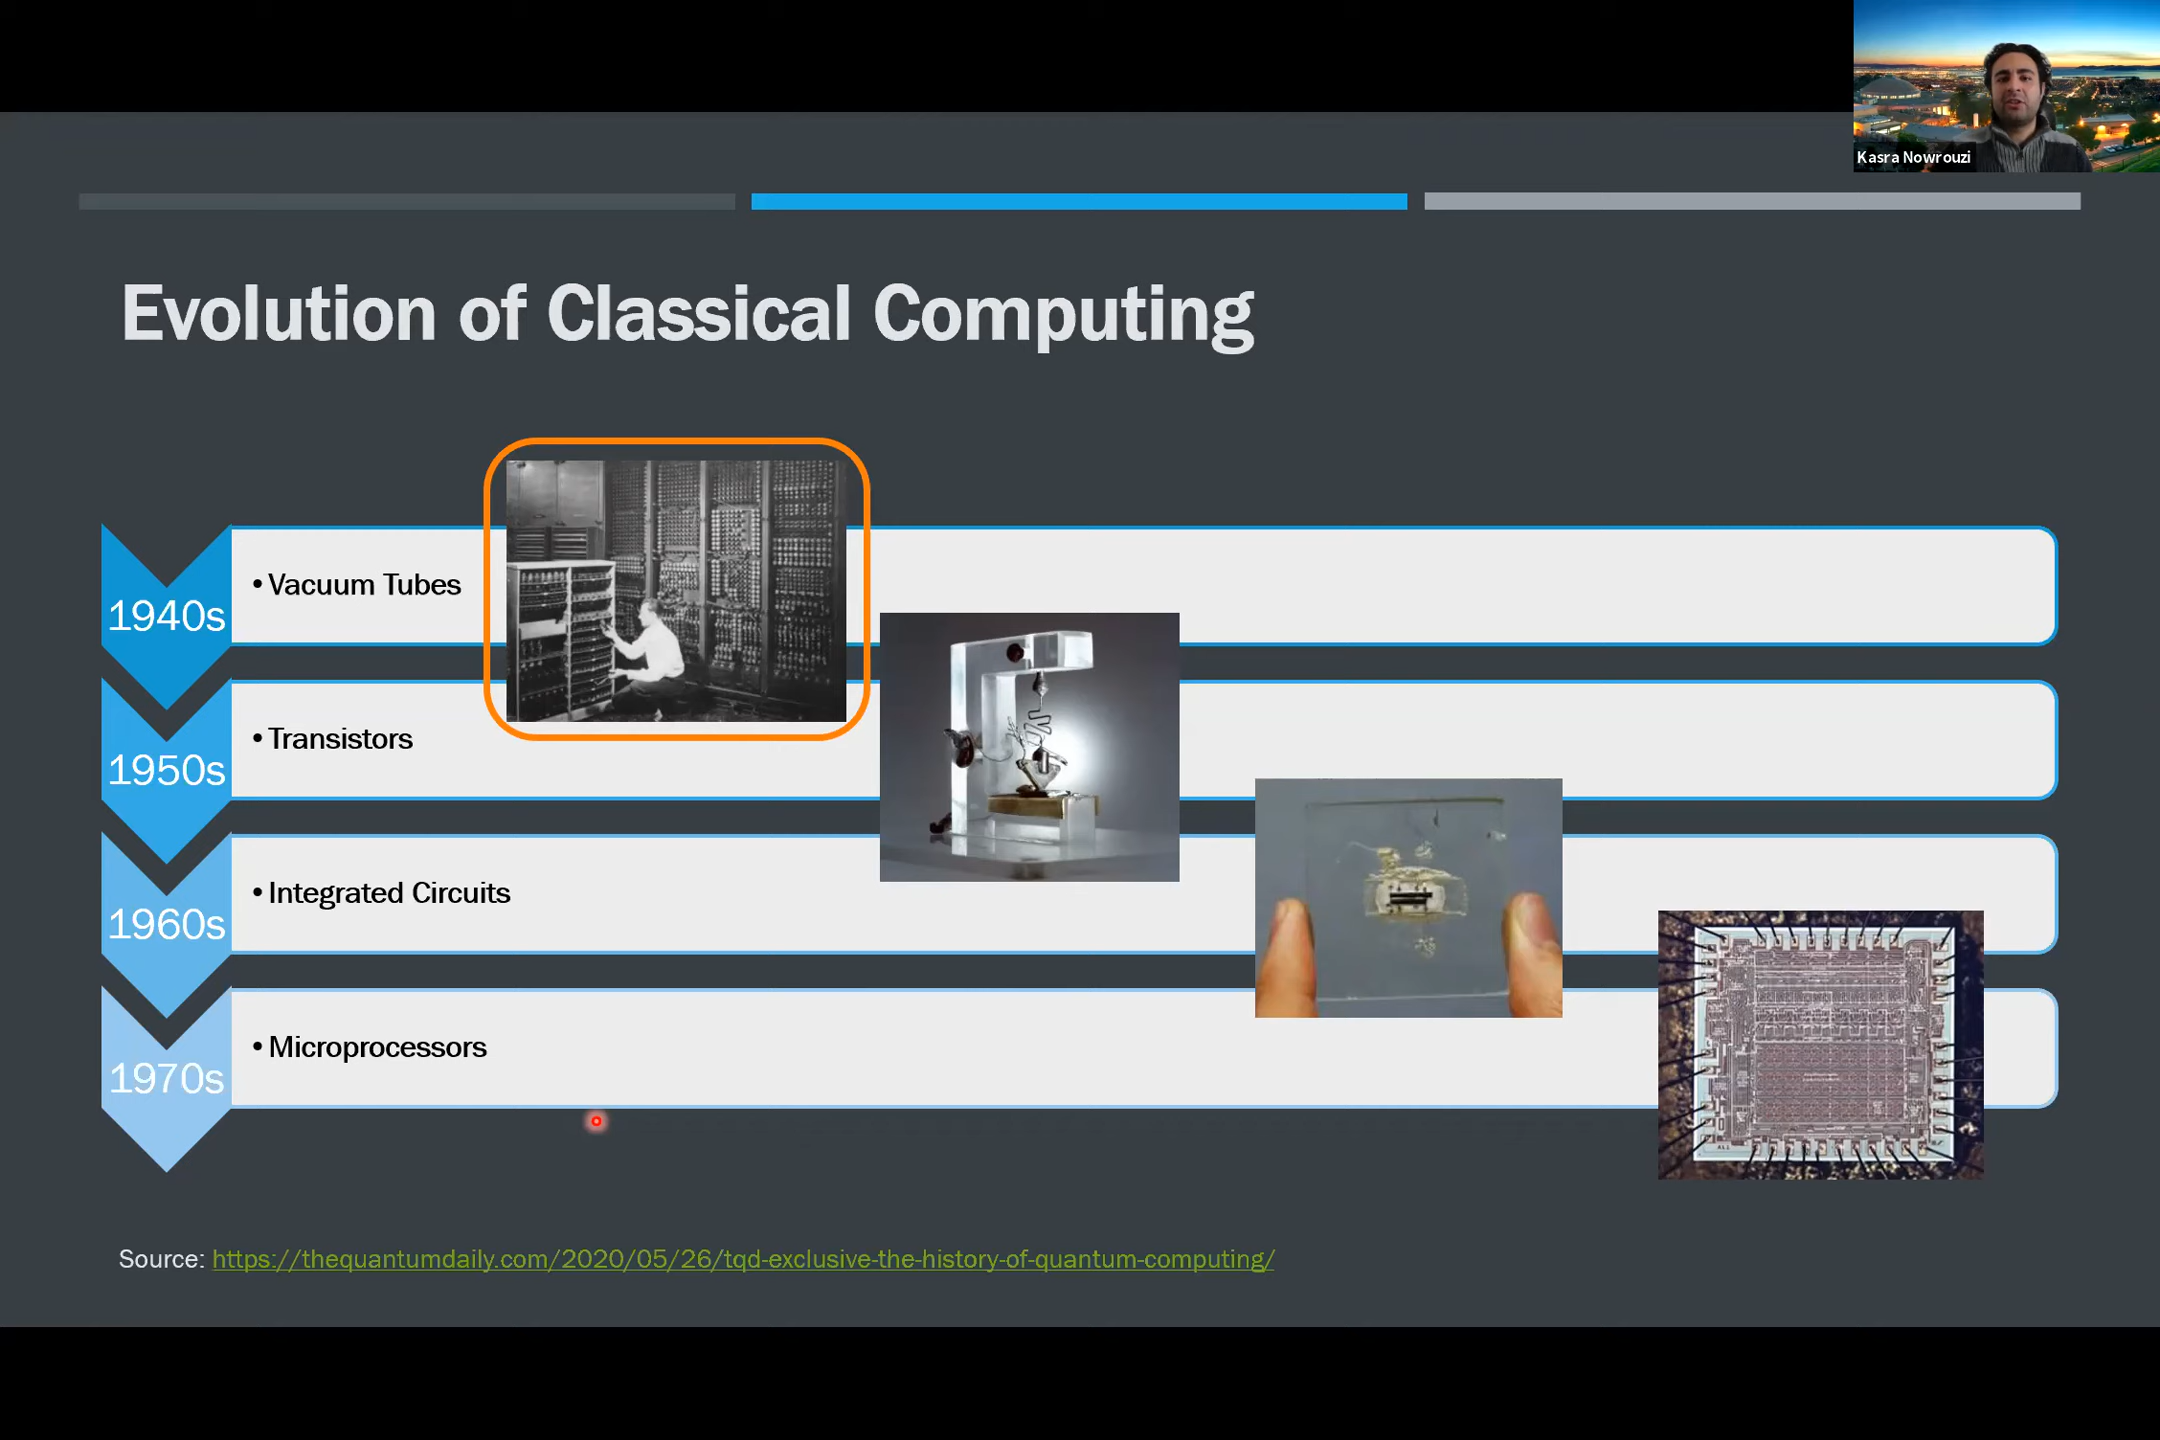 Kasra Nowrouzi
Evolution of Classical Computing
1940s
• Vacuum Tubes
1950s
• Transistors
1960s
• Integrated Circuits
1970s
• Microprocessors
Source: https://thequantumdaily.com/2020/05/26/tqd-exclusive-the-history-of-quantum-computing/